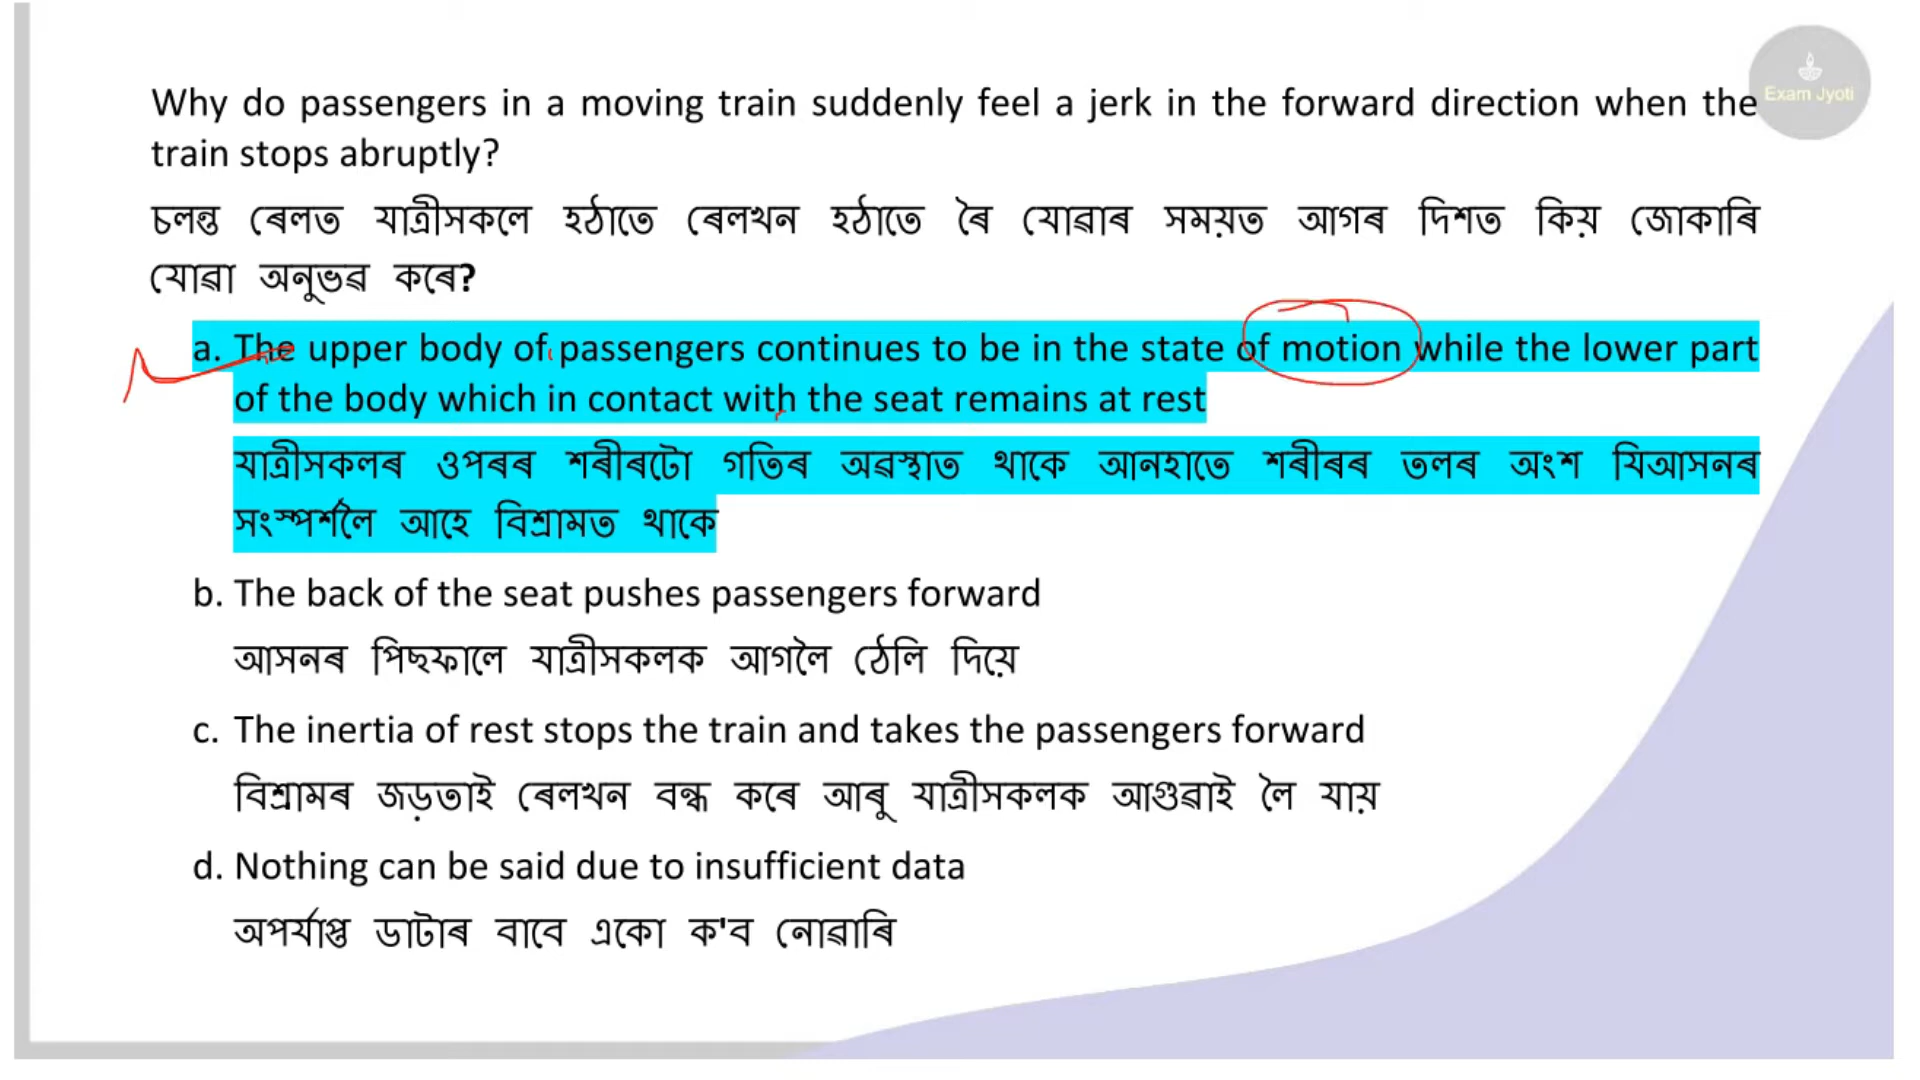 Exam Jyoti
Why do passengers in a moving train suddenly feel a jerk in the forward direction when the
train stops abruptly?
চলন্ত ৰেলত যাত্ৰীসকলে হঠাতে ৰেলখন হঠাতে ৰৈ যোৱাৰ সময়ত আগৰ দিশত কিয় জোকাৰি
যোৱা অনুভৱ কৰে?
a. The upper body of passengers continues to be in the state of motion while the lower part
of the body which in contact with the seat remains at rest
যাত্ৰীসকলৰ ওপৰৰ শৰীৰটো গতিৰ অৱস্থাত থাকে আনহাতে শৰীৰৰ তলৰ অংশ যিআসনৰ
সংস্পৰ্শলৈ আহে বিশ্ৰামত থাকে
b. The back of the seat pushes passengers forward
আসনৰ পিছফালে যাত্ৰীসকলক আগলৈ ঠেলি দিয়ে
c. The inertia of rest stops the train and takes the passengers forward
বিশ্ৰামৰ জড়তাই ৰেলখন বন্ধ কৰে আৰু যাত্ৰীসকলক আগুৱাই লৈ যায়
d. Nothing can be said due to insufficient data
অপৰ্যাপ্ত ডাটাৰ বাবে একো ক'ব নোৱাৰি